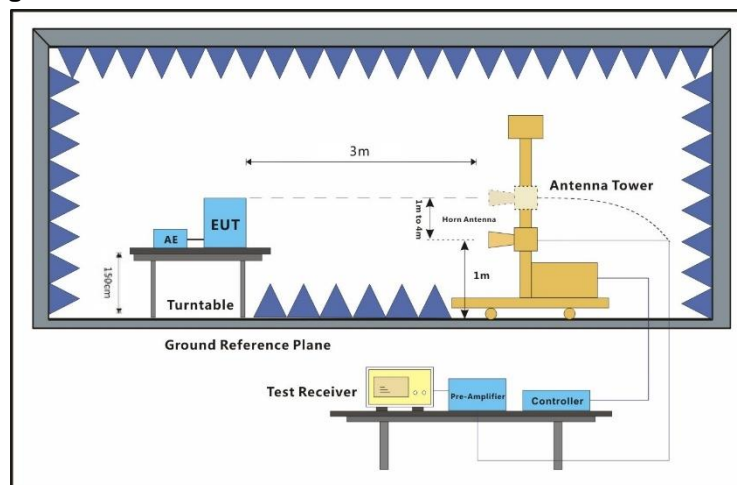 3m
Antenna Tower
1m to 4m
Horn Antenna
EUT
AE
150cm
1m
Turntable
Ground Reference Plane
Test Receiver
Pre-Amplifier
Controller